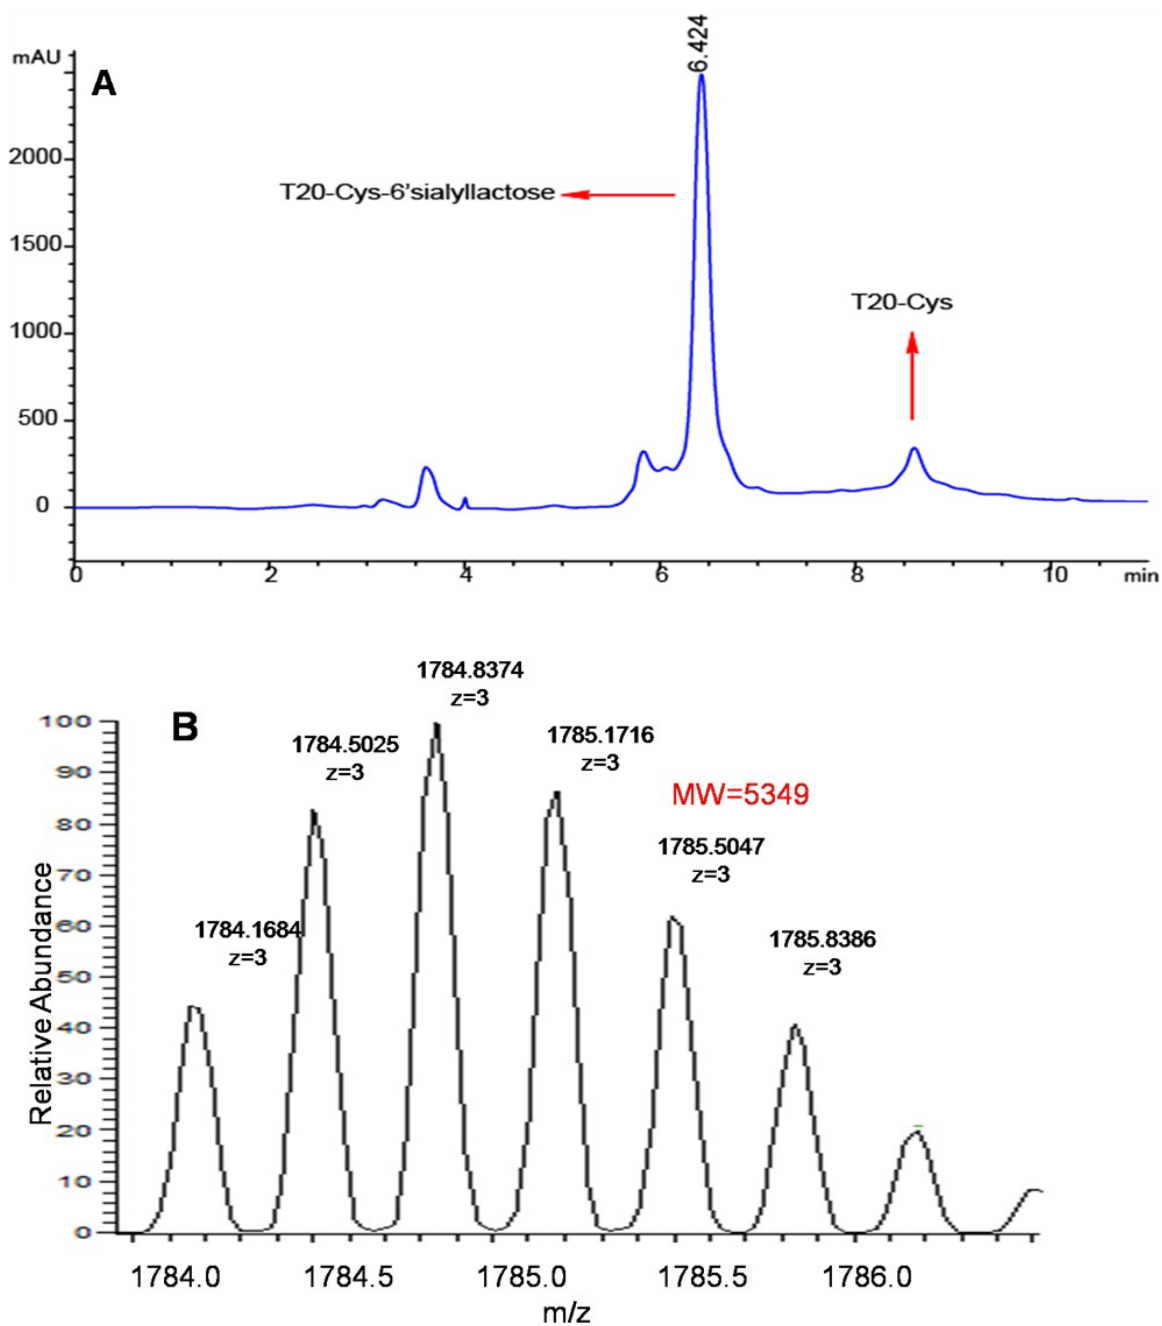 6.424
mAU
A
2000
T20-Cys-6'sialyllactose
1500
T20-Cys
1000
500
0
0 2 4 6 8 10 min
1784.8374
z=3
B
100
1784.5025
z=3
1785.1716
z=3
90
MW=5349
80
1785.5047
z=3
70
1784.1684
z=3
1785.8386
z=3
60
50
40
30
20
10
0
Relative Abundance
1784.0 1784.5 1785.0 1785.5 1786.0
m/z